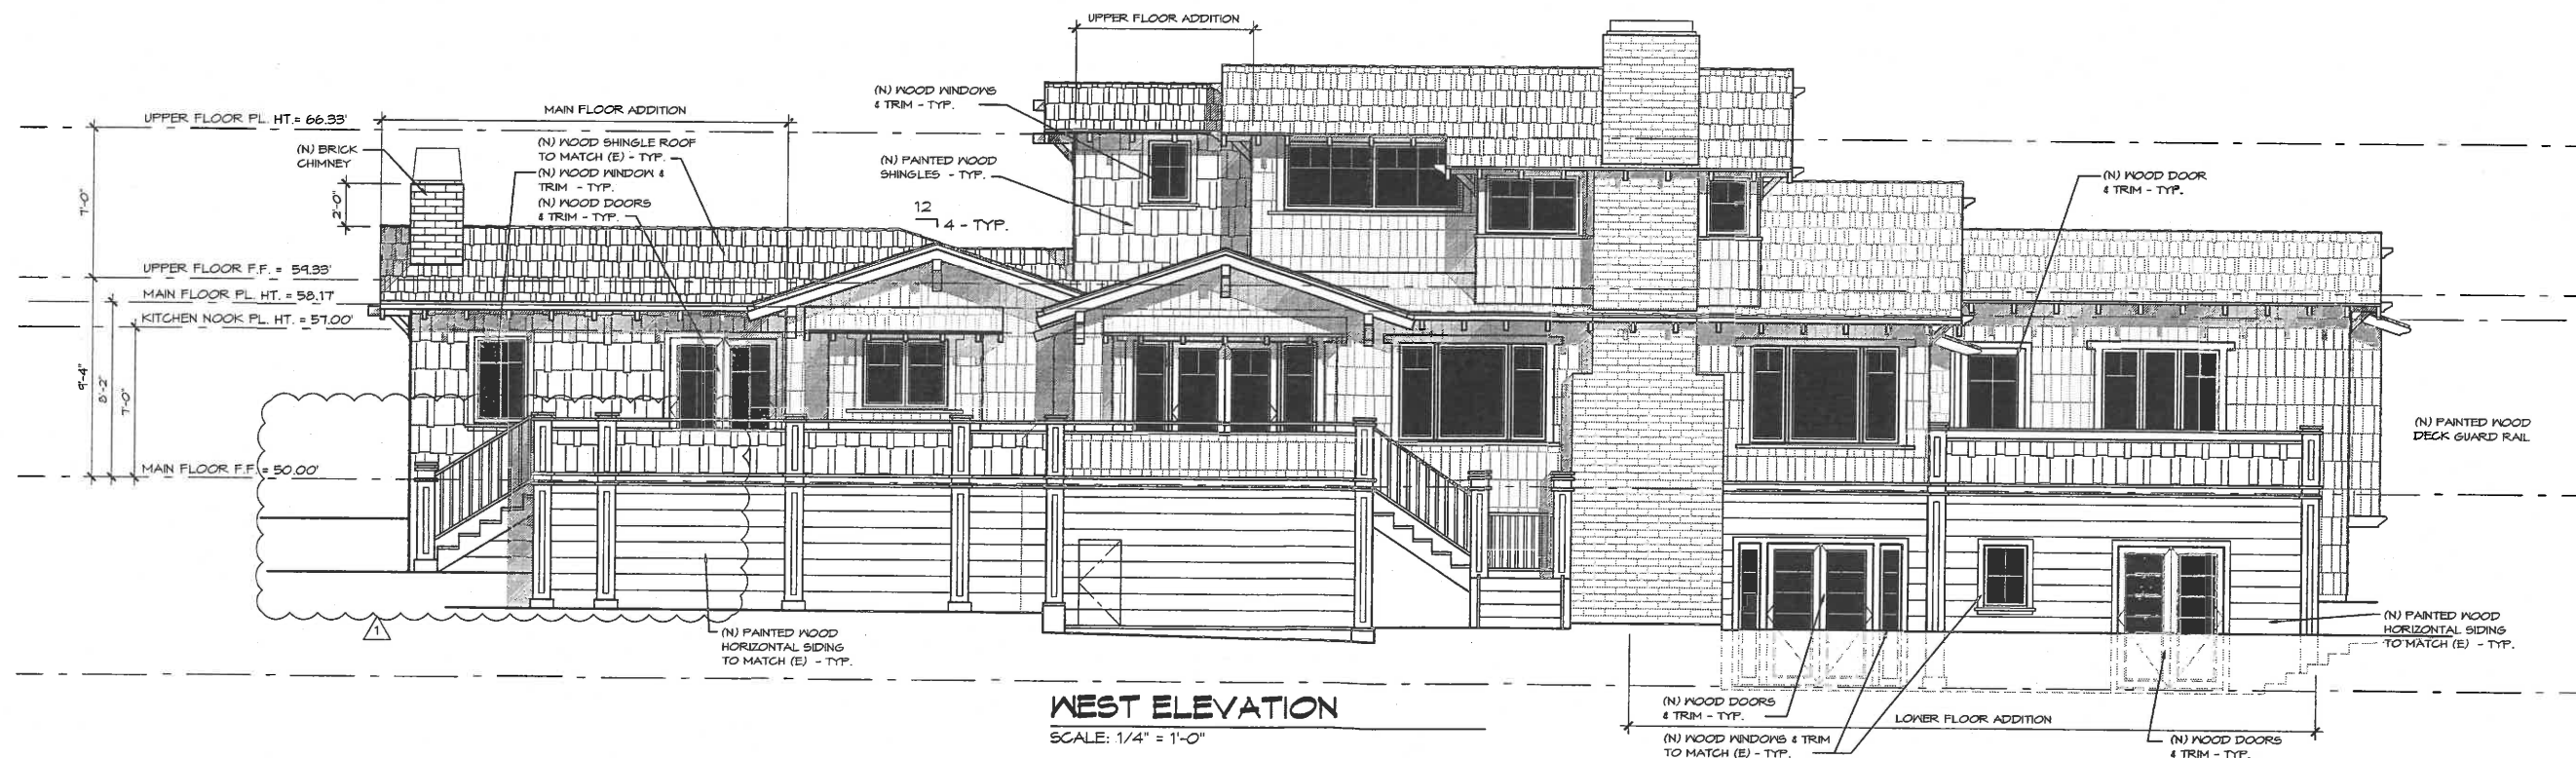 UPPER FLOOR ADDITION
(N) WOOD WINDOWS
& TRIM - TYP.
MAIN FLOOR ADDITION
UPPER FLOOR PL. HT. = 66.33'
(N) BRICK
CHIMNEY
(N) WOOD SHINGLE ROOF
TO MATCH (E) - TYP.
(N) WOOD WINDOW &
TRIM - TYP.
(N) WOOD DOORS
& TRIM - TYP.
(N) PAINTED WOOD
SHINGLES - TYP.
(N) WOOD DOOR
& TRIM - TYP.
7'-0"
2'-0"
12
4 - TYP.
UPPER FLOOR F.F. = 59.33'
MAIN FLOOR PL. HT. = 58.17'
KITCHEN NOOK PL. HT. = 57.00'
9'-4"
8'-2"
7'-0"
MAIN FLOOR F.F. = 50.00'
(N) PAINTED WOOD
DECK GUARD RAIL
1
(N) PAINTED WOOD
HORIZONTAL SIDING
TO MATCH (E) - TYP.
(N) PAINTED WOOD
HORIZONTAL SIDING
TO MATCH (E) - TYP.
WEST ELEVATION
SCALE: 1/4" = 1'-0"
(N) WOOD DOORS
& TRIM - TYP.
LOWER FLOOR ADDITION
(N) WOOD WINDOWS & TRIM
TO MATCH (E) - TYP.
(N) WOOD DOORS
& TRIM - TYP.